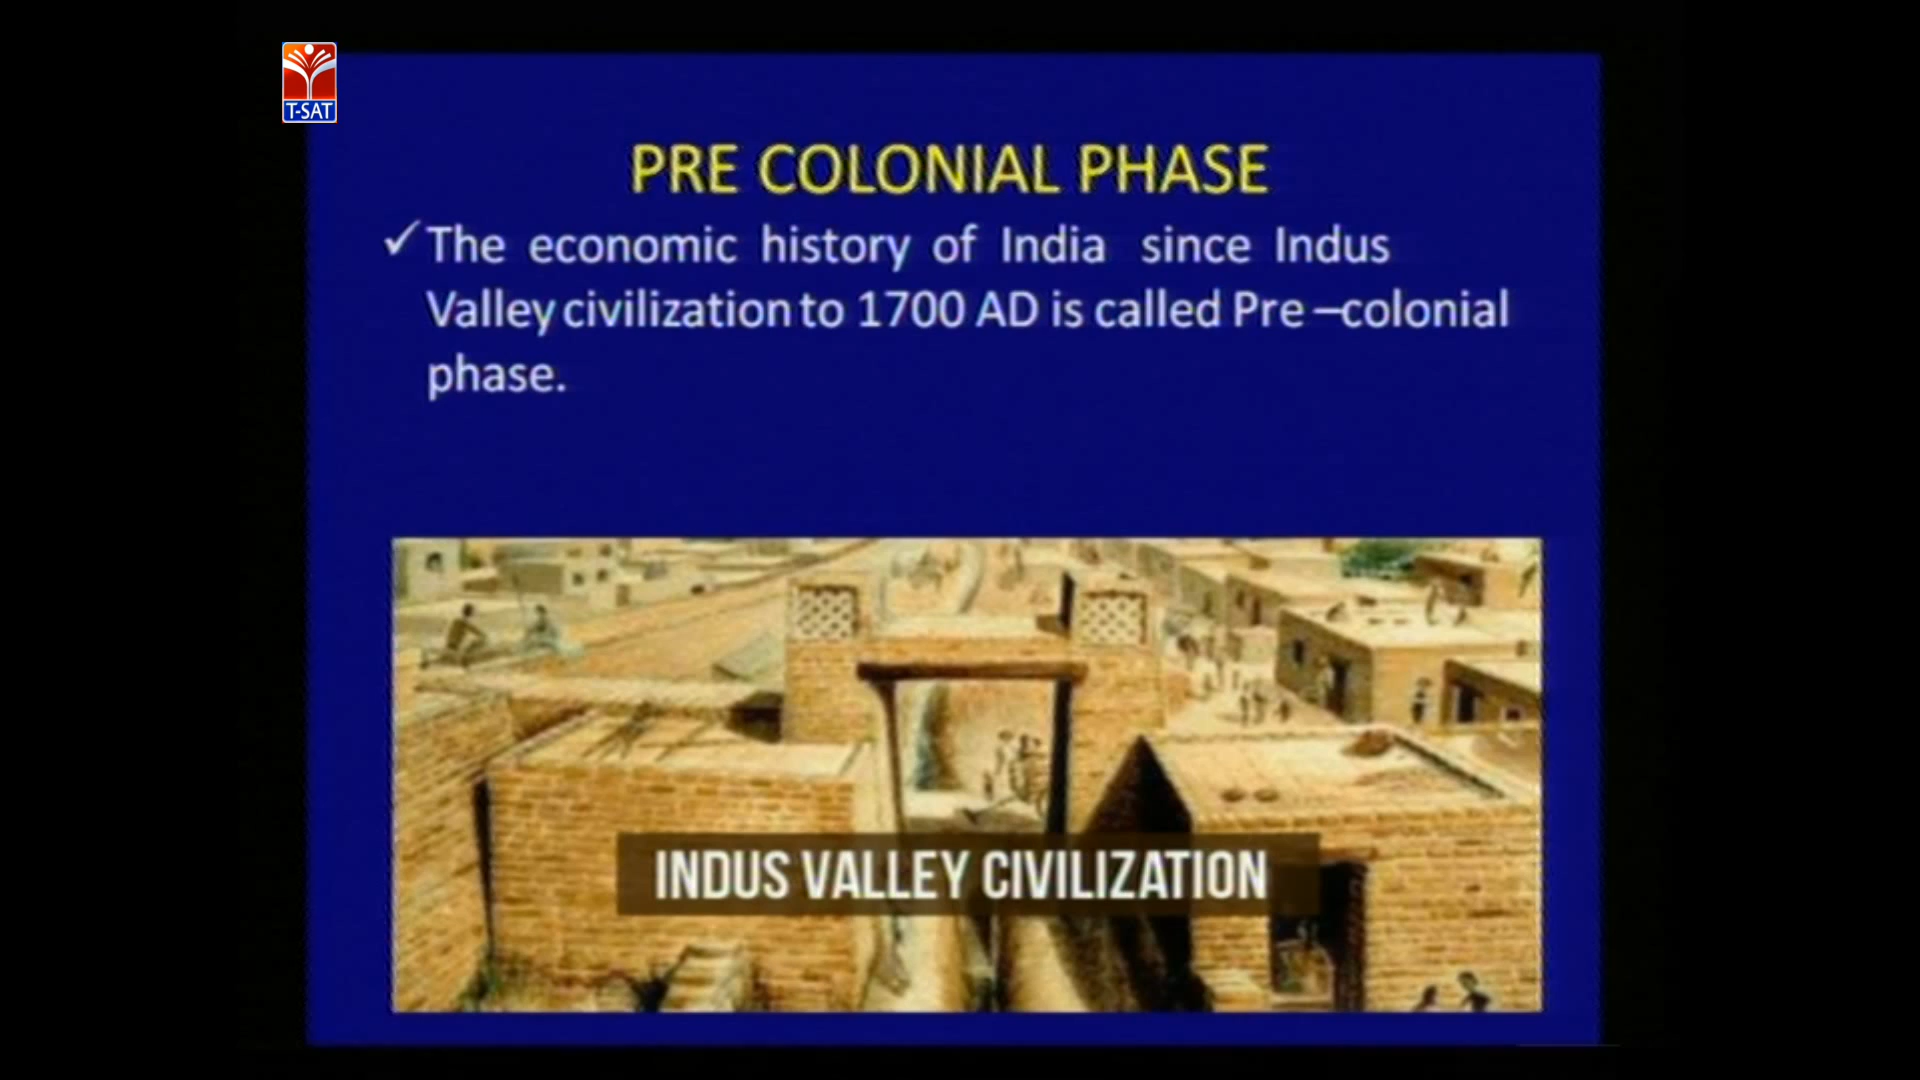 T-SAT
PRE COLONIAL PHASE
✓The economic history of India since Indus
Valley civilization to 1700 AD is called Pre –colonial
phase.
INDUS VALLEY CIVILIZATION